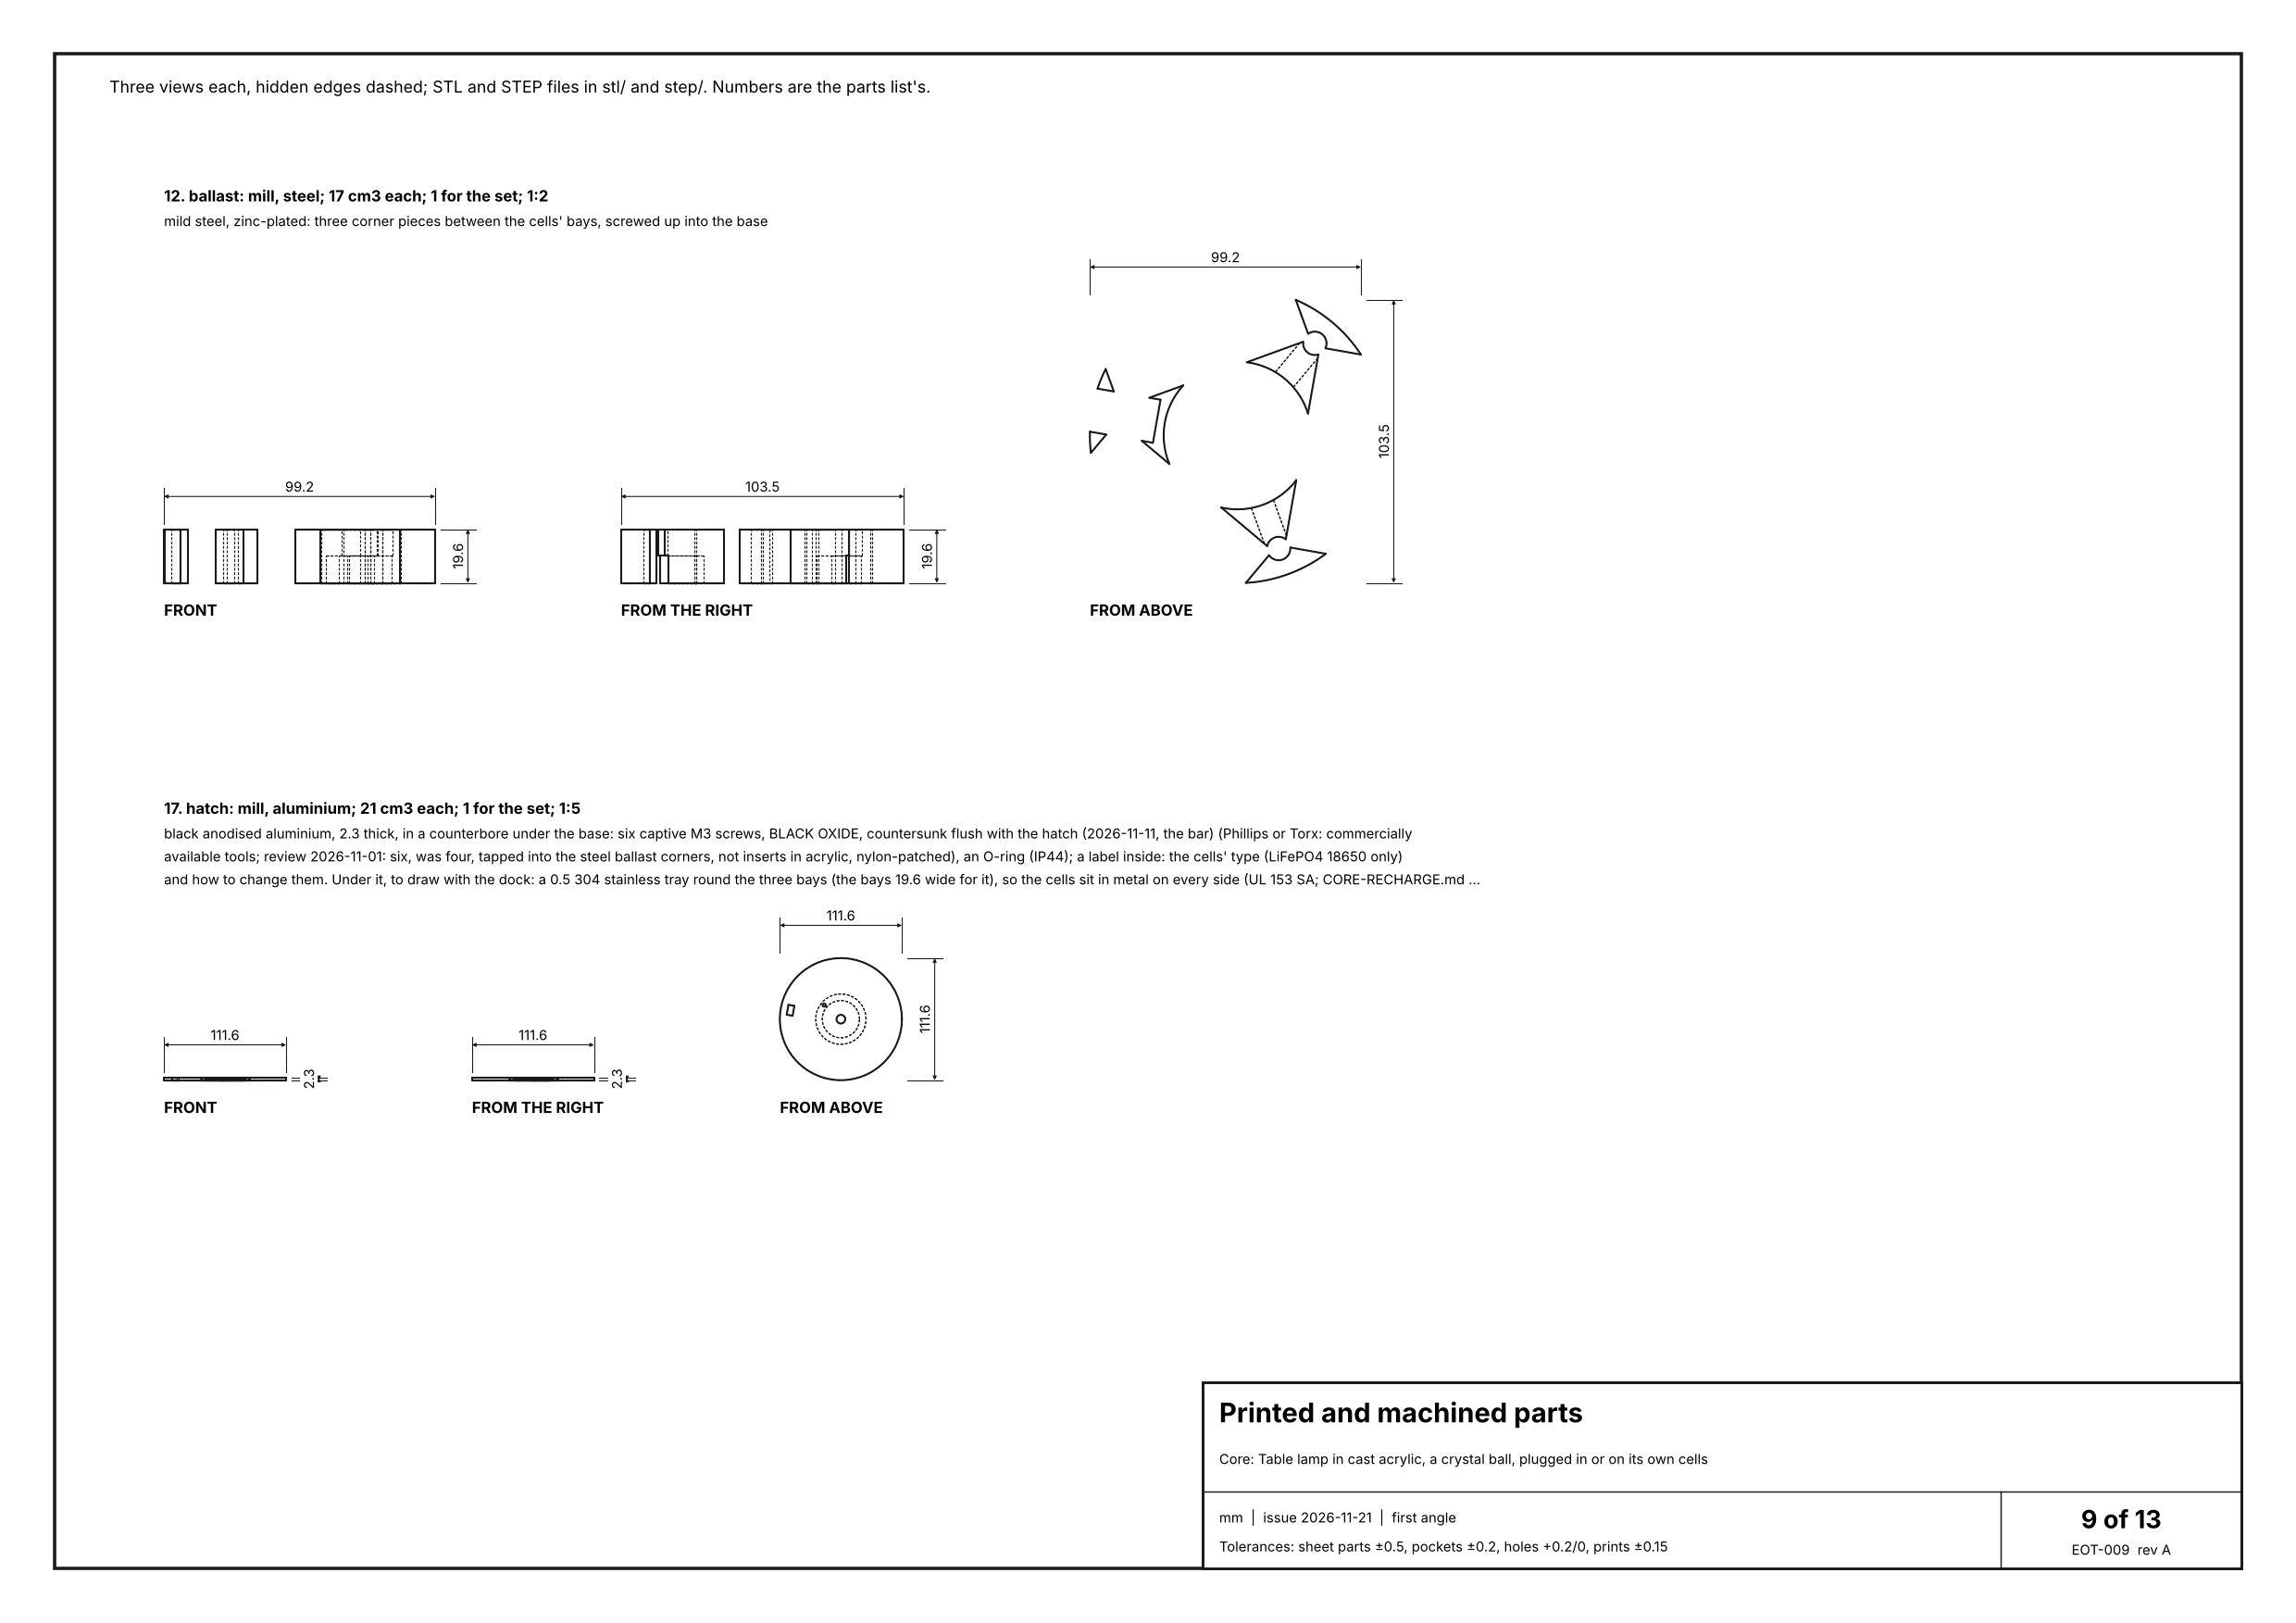 Three views each, hidden edges dashed; STL and STEP files in stl/ and step/. Numbers are the parts list's.
12. ballast: mill, steel; 17 cm3 each; 1 for the set; 1:2
mild steel, zinc-plated: three corner pieces between the cells' bays, screwed up into the base
99.2
103.5
99.2
19.6
103.5
19.6
FRONT
FROM THE RIGHT
FROM ABOVE
17. hatch: mill, aluminium; 21 cm3 each; 1 for the set; 1:5
black anodised aluminium, 2.3 thick, in a counterbore under the base: six captive M3 screws, BLACK OXIDE, countersunk flush with the hatch (2026-11-11, the bar) (Phillips or Torx: commercially
available tools; review 2026-11-01: six, was four, tapped into the steel ballast corners, not inserts in acrylic, nylon-patched), an O-ring (IP44); a label inside: the cells' type (LiFePO4 18650 only)
and how to change them. Under it, to draw with the dock: a 0.5 304 stainless tray round the three bays (the bays 19.6 wide for it), so the cells sit in metal on every side (UL 153 SA; CORE-RECHARGE.md ...
111.6
111.6
111.6
2.3
111.6
2.3
FRONT
FROM THE RIGHT
FROM ABOVE
Printed and machined parts
Core: Table lamp in cast acrylic, a crystal ball, plugged in or on its own cells
mm | issue 2026-11-21 | first angle
Tolerances: sheet parts ±0.5, pockets ±0.2, holes +0.2/0, prints ±0.15
9 of 13
EOT-009 rev A